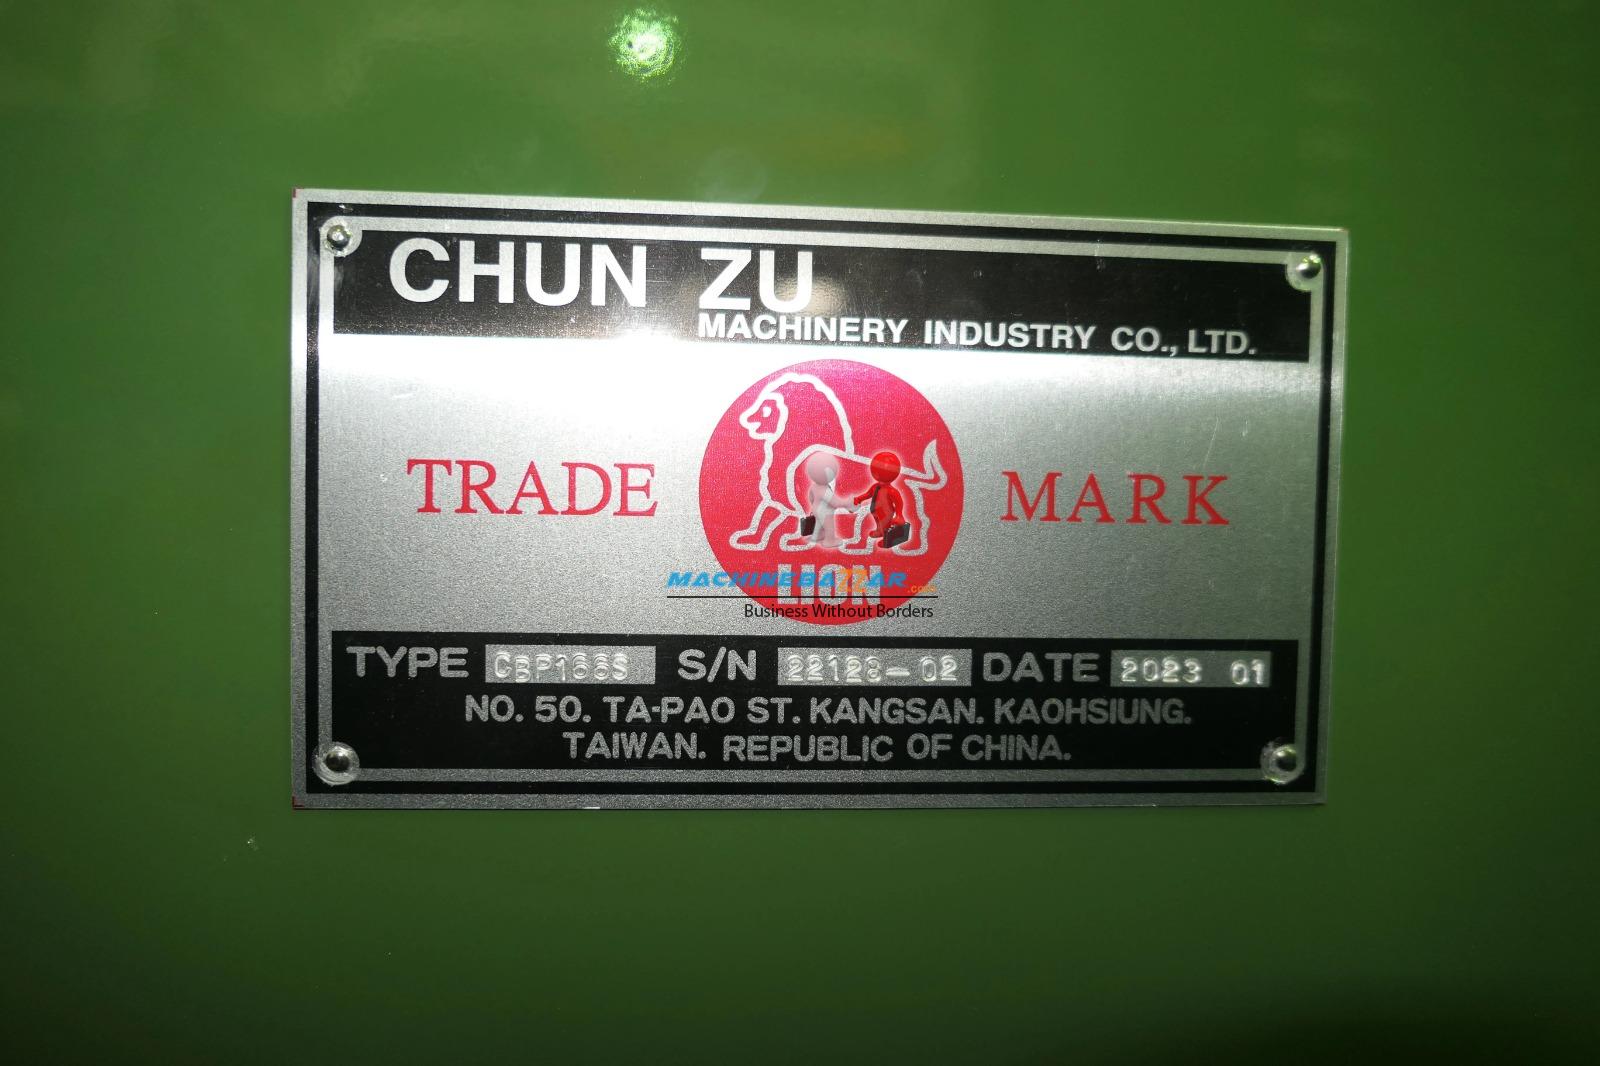 CHUN ZU
MACHINERY INDUSTRY CO., LTD.
TRADE MARK
LION
MACHINEBAZZAR.com
Business Without Borders
TYPE S/N 22128-02 DATE 2023 01
NO. 50. TA-PAO ST. KANGSAN. KAOHSIUNG.
TAIWAN. REPUBLIC OF CHINA.